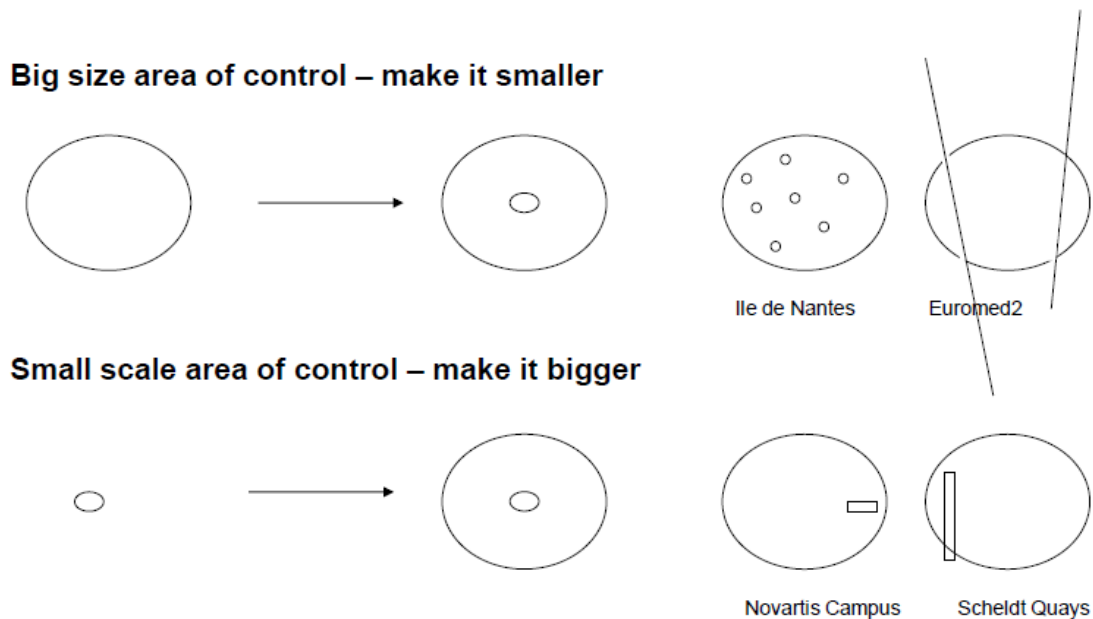 Big size area of control – make it smaller
Ile de Nantes
Euromed2
Small scale area of control – make it bigger
Novartis Campus
Scheldt Quays